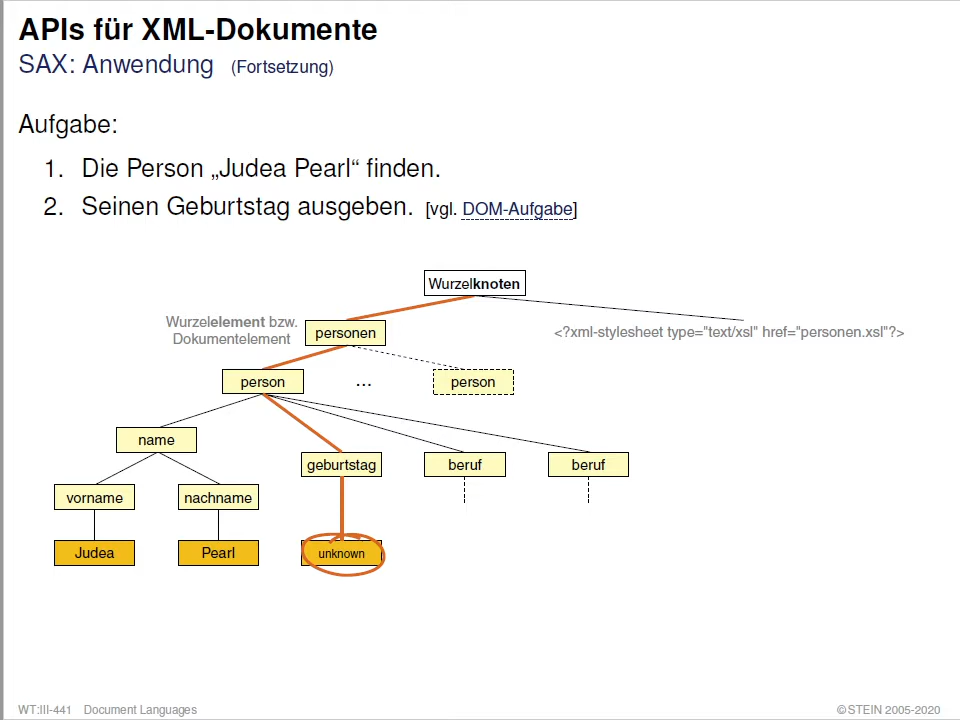 APIs für XML-Dokumente
SAX: Anwendung (Fortsetzung)
Aufgabe:
1. Die Person „Judea Pearl“ finden.
2. Seinen Geburtstag ausgeben. [vgl. DOM-Aufgabe]
Wurzelknoten
Wurzelelement bzw.
Dokumentelement
personen
<?xml-stylesheet type="text/xsl" href="personen.xsl"?>
person
...
person
name
geburtstag
beruf
beruf
vorname
nachname
Judea
Pearl
unknown
WT:III-441 Document Languages
©STEIN 2005-2020